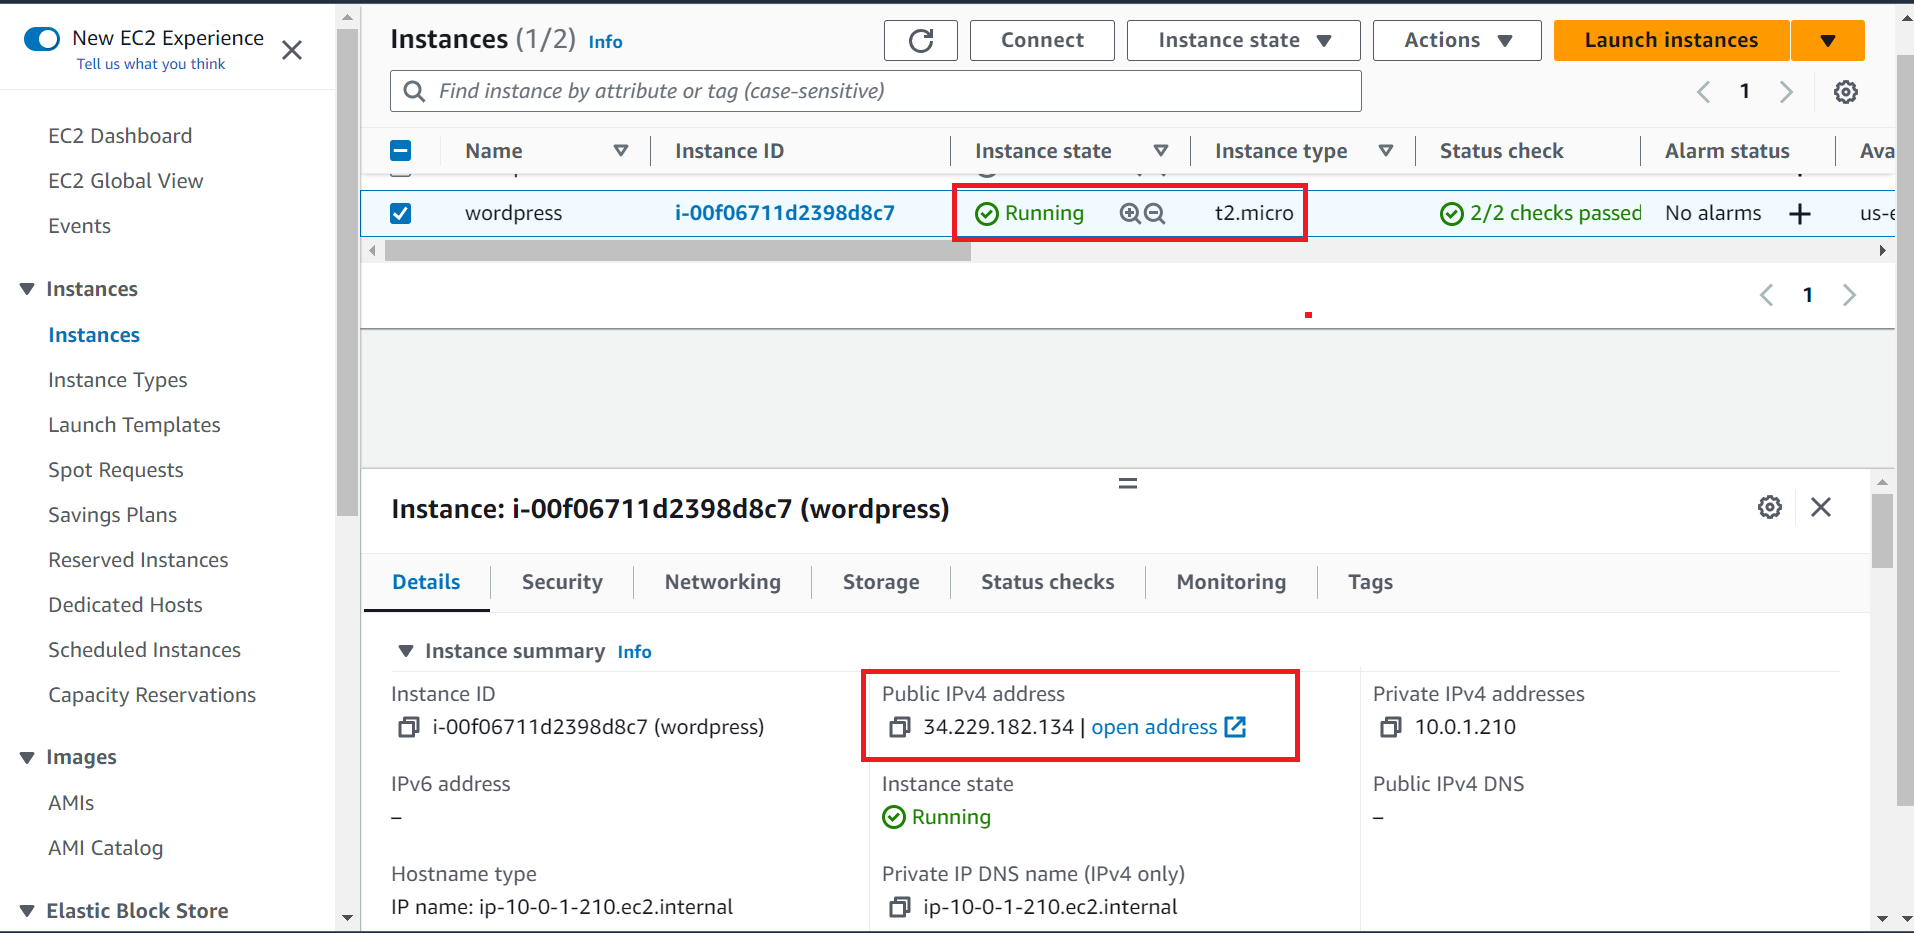 New EC2 Experience
Tell us what you think
EC2 Dashboard
EC2 Global View
Events
Instances
Instances
Instance Types
Launch Templates
Spot Requests
Savings Plans
Reserved Instances
Dedicated Hosts
Scheduled Instances
Capacity Reservations
Images
AMIs
AMI Catalog
Elastic Block Store
Instances (1/2) Info
Connect
Instance state
Actions
Launch instances
Find instance by attribute or tag (case-sensitive)
1
Name Instance ID Instance state Instance type Status check Alarm status Ava
wordpress i-00f06711d2398d8c7 Running t2.micro 2/2 checks passed No alarms + us-e
1
Instance: i-00f06711d2398d8c7 (wordpress)
Details Security Networking Storage Status checks Monitoring Tags
Instance summary Info
Instance ID
i-00f06711d2398d8c7 (wordpress)
Public IPv4 address
34.229.182.134 | open address
Private IPv4 addresses
10.0.1.210
IPv6 address
–
Instance state
Running
Public IPv4 DNS
–
Hostname type
IP name: ip-10-0-1-210.ec2.internal
Private IP DNS name (IPv4 only)
ip-10-0-1-210.ec2.internal